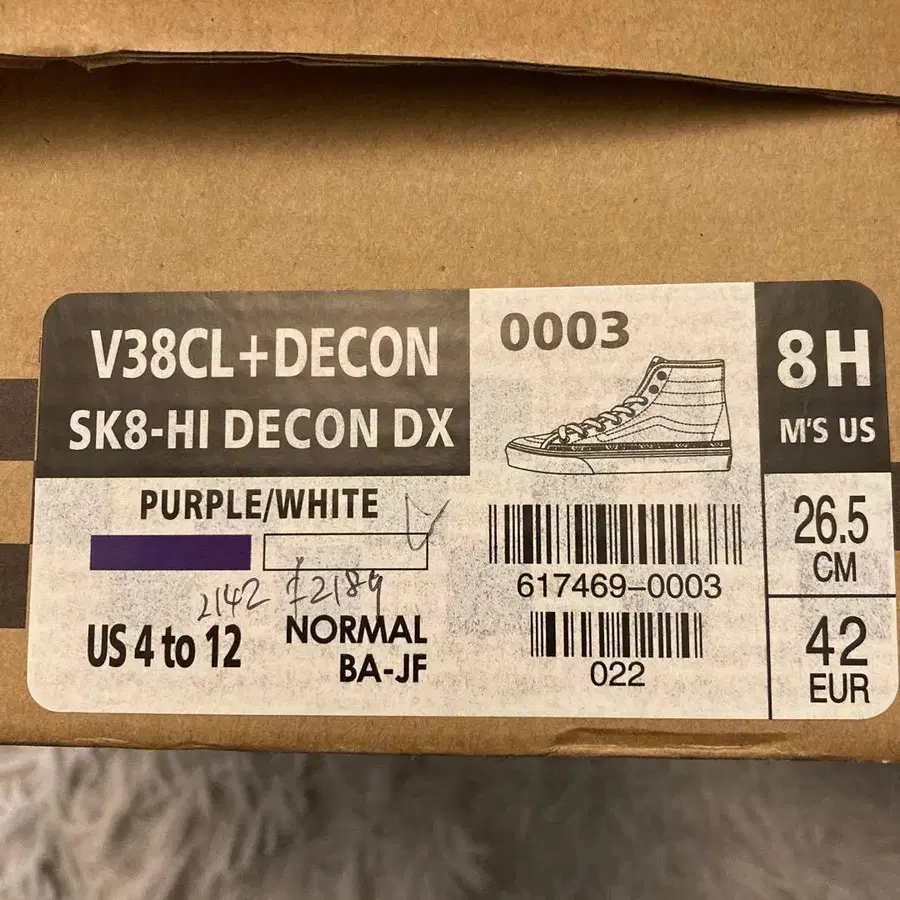 V38CL+DECON
SK8-HI DECON DX
0003
8H
M'S US
PURPLE/WHITE
2142
US 4 to 12
NORMAL
BA-JF
617469-0003
022
26.5
CM
42
EUR